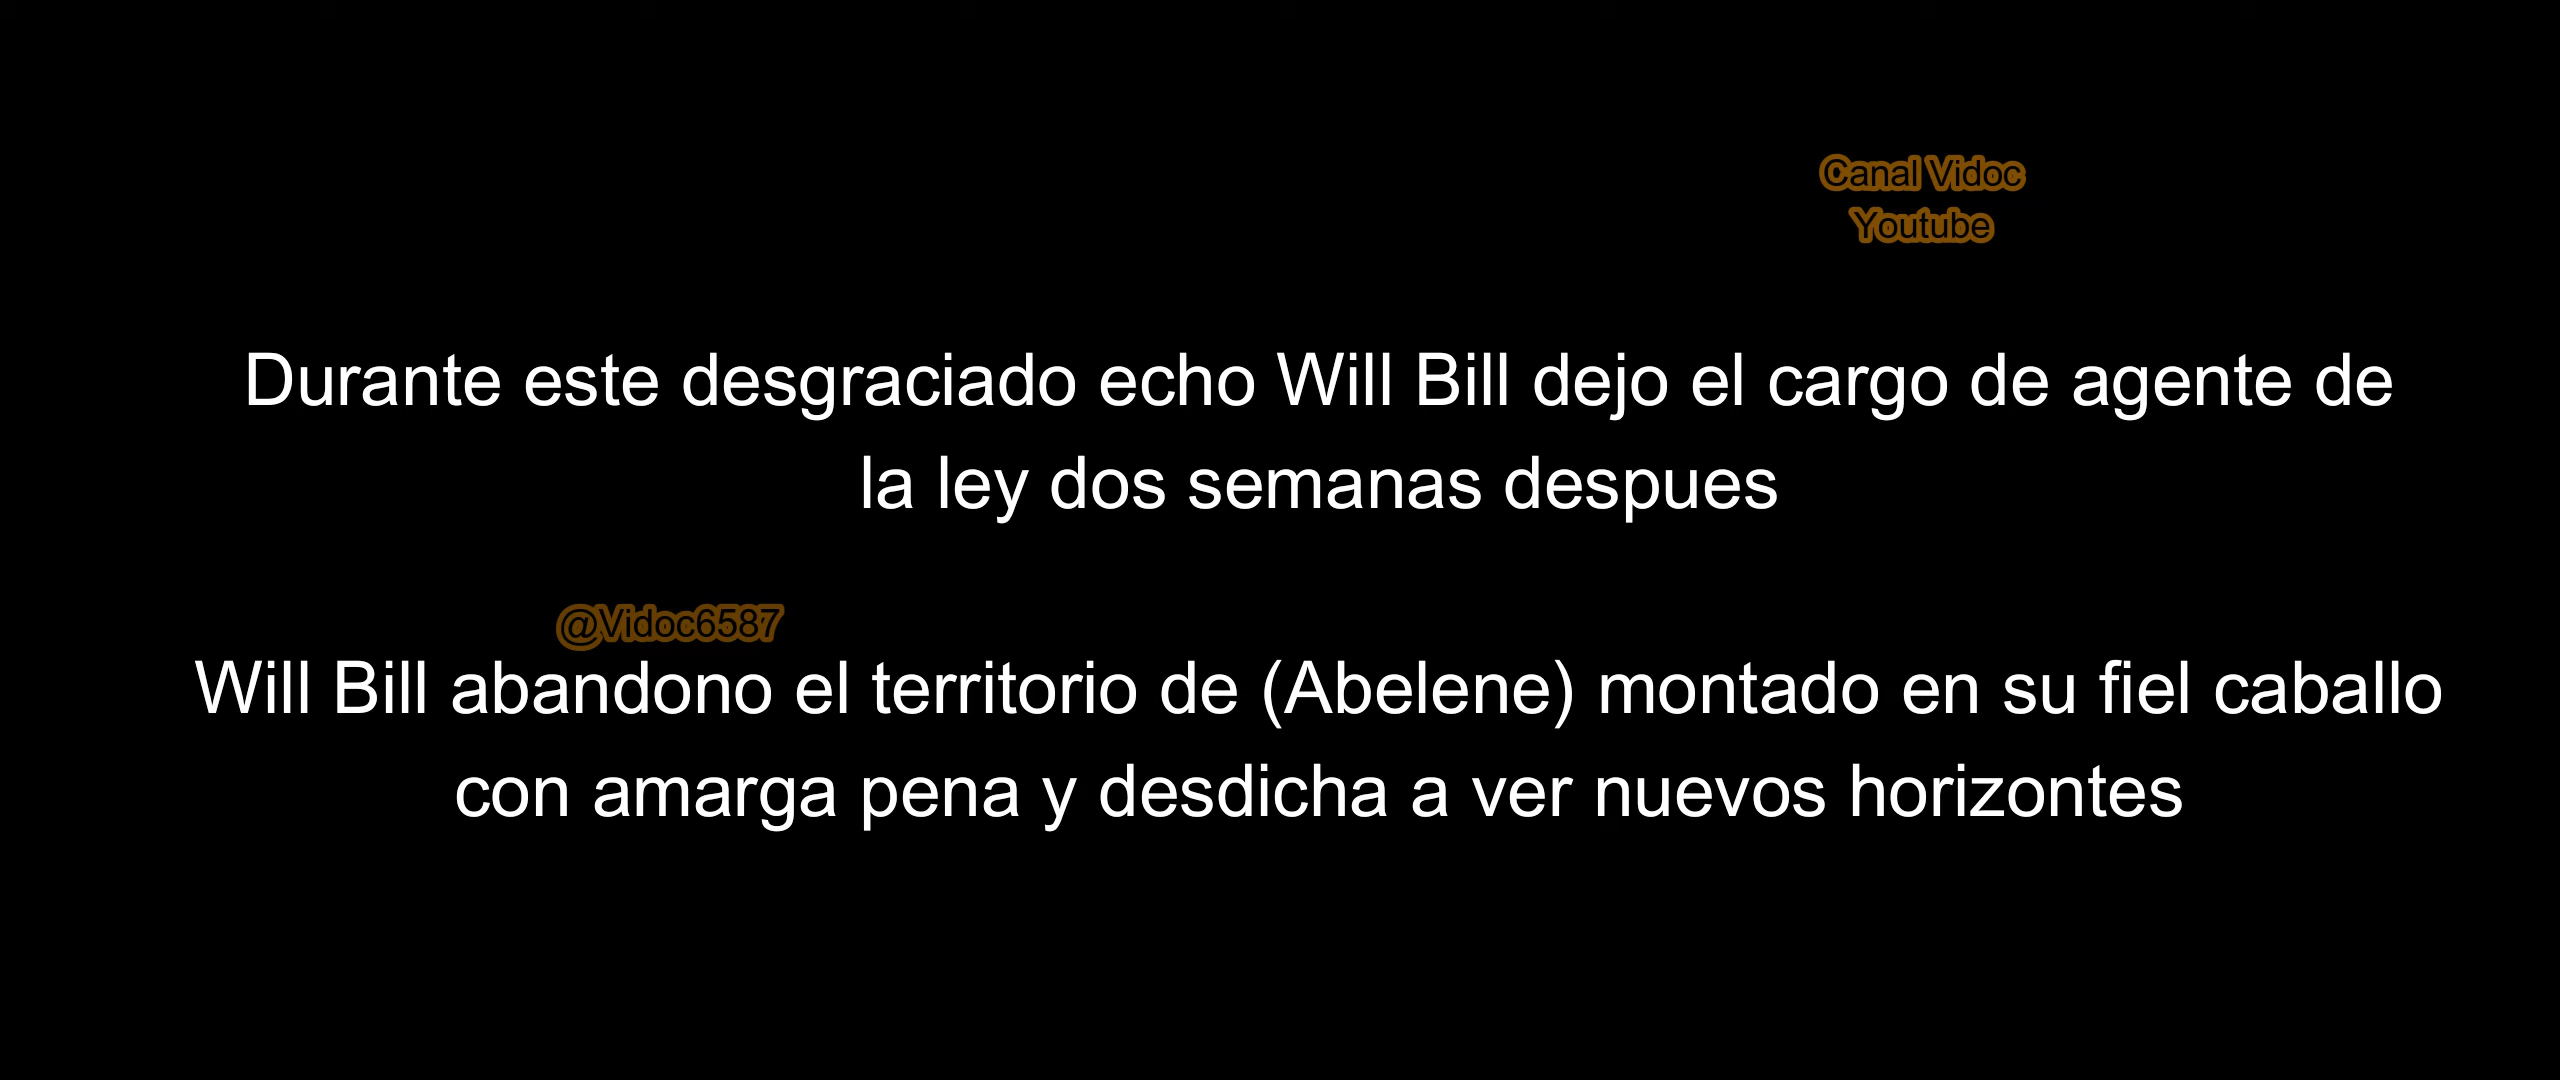 Canal Vidoc
Youtube
Durante este desgraciado echo Will Bill dejo el cargo de agente de
la ley dos semanas despues
@Vidoc6587
Will Bill abandono el territorio de (Abelene) montado en su fiel caballo
con amarga pena y desdicha a ver nuevos horizontes